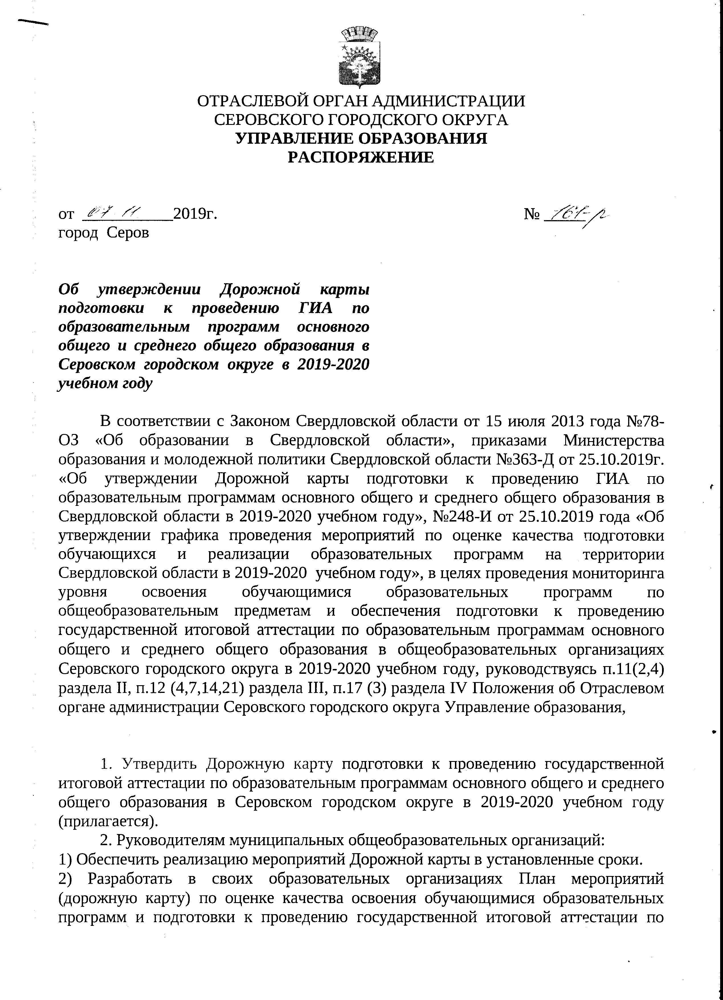 ОТРАСЛЕВОЙ ОРГАН АДМИНИСТРАЦИИ
СЕРОВСКОГО ГОРОДСКОГО ОКРУГА
УПРАВЛЕНИЕ ОБРАЗОВАНИЯ
РАСПОРЯЖЕНИЕ
от 07 11 2019г. №
город Серов
Об утверждении Дорожной карты
подготовки к проведению ГИА по
образовательным программ основного
общего и среднего общего образования в
Серовском городском округе в 2019-2020
учебном году
В соответствии с Законом Свердловской области от 15 июля 2013 года №78-
ОЗ «Об образовании в Свердловской области», приказами Министерства
образования и молодежной политики Свердловской области №363-Д от 25.10.2019г.
«Об утверждении Дорожной карты подготовки к проведению ГИА по
образовательным программам основного общего и среднего общего образования в
Свердловской области в 2019-2020 учебном году», №248-И от 25.10.2019 года «Об
утверждении графика проведения мероприятий по оценке качества подготовки
обучающихся и реализации образовательных программ на территории
Свердловской области в 2019-2020 учебном году», в целях проведения мониторинга
уровня освоения обучающимися образовательных программ по
общеобразовательным предметам и обеспечения подготовки к проведению
государственной итоговой аттестации по образовательным программам основного
общего и среднего общего образования в общеобразовательных организациях
Серовского городского округа в 2019-2020 учебном году, руководствуясь п.11(2,4)
раздела II, п.12 (4,7,14,21) раздела III, п.17 (3) раздела IV Положения об Отраслевом
органе администрации Серовского городского округа Управление образования,
1. Утвердить Дорожную карту подготовки к проведению государственной
итоговой аттестации по образовательным программам основного общего и среднего
общего образования в Серовском городском округе в 2019-2020 учебном году
(прилагается).
2. Руководителям муниципальных общеобразовательных организаций:
1) Обеспечить реализацию мероприятий Дорожной карты в установленные сроки.
2) Разработать в своих образовательных организациях План мероприятий
(дорожную карту) по оценке качества освоения обучающимися образовательных
программ и подготовки к проведению государственной итоговой аттестации по